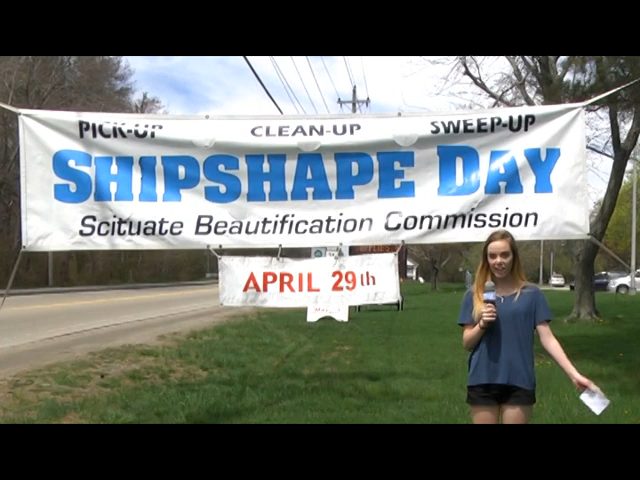 PICK-UP CLEAN-UP SWEEP-UP
SHIPSHAPE DAY
Scituate Beautification Commission
APRIL 29th